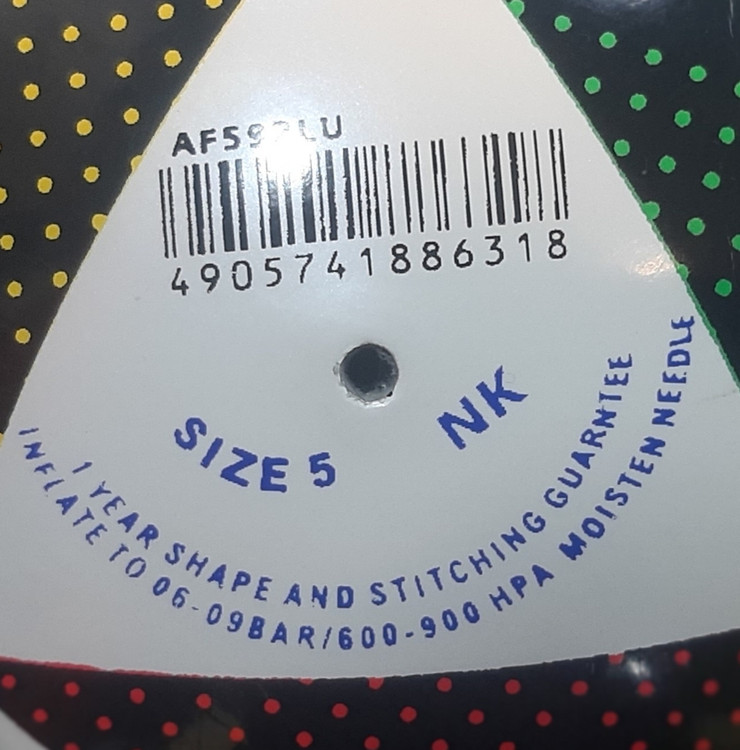 4905741886318
SIZE 5 NK
1 YEAR SHAPE AND STITCHING GUARNTEE
INFLATE TO 06-09BAR/600-900 HPA MOISTEN NEEDLE